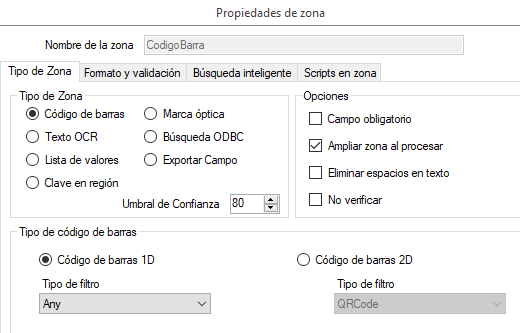 Propiedades de zona
Nombre de la zona CodigoBarra
Tipo de Zona Formato y validación Búsqueda inteligente Scripts en zona
Tipo de Zona
Código de barras Marca óptica
Texto OCR Búsqueda ODBC
Lista de valores Exportar Campo
Clave en región
Umbral de Confianza 80
Opciones
Campo obligatorio
Ampliar zona al procesar
Eliminar espacios en texto
No verificar
Tipo de código de barras
Código de barras 1D Código de barras 2D
Tipo de filtro Tipo de filtro
Any QRCode